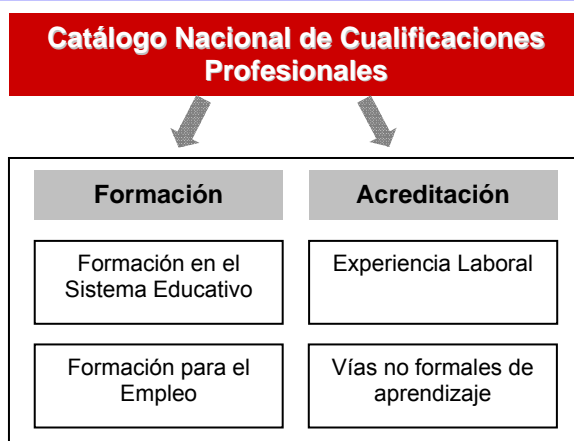 Catálogo Nacional de Cualificaciones
Profesionales
Formación
Acreditación
Formación en el
Sistema Educativo
Experiencia Laboral
Formación para el
Empleo
Vías no formales de
aprendizaje